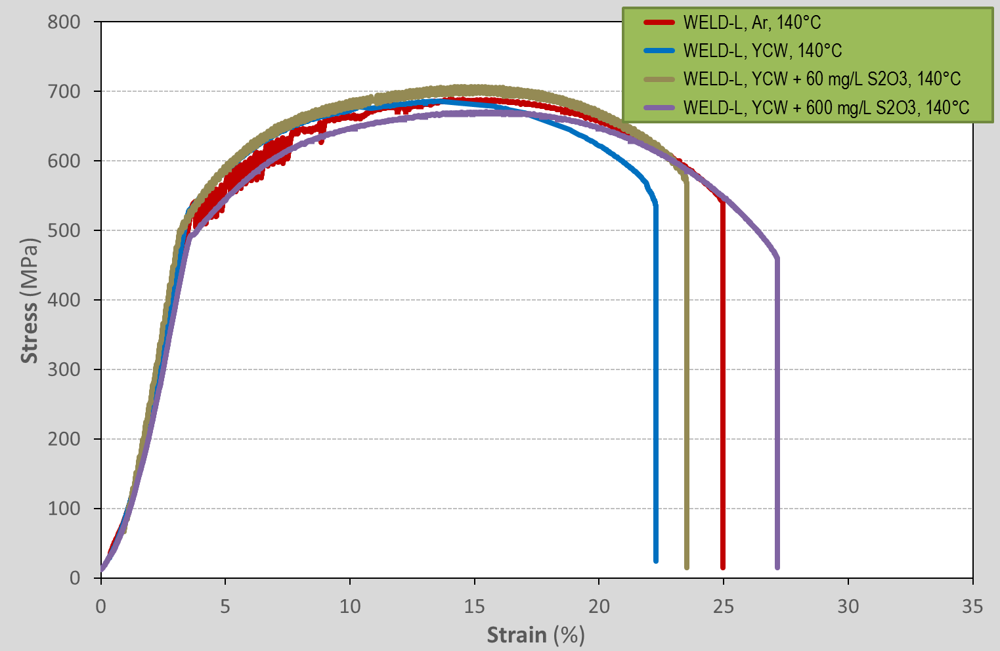 WELD-L, Ar, 140°C
WELD-L, YCW, 140°C
WELD-L, YCW + 60 mg/L S2O3, 140°C
WELD-L, YCW + 600 mg/L S2O3, 140°C
800
700
600
500
400
300
200
100
0
Stress (MPa)
0 5 10 15 20 25 30 35
Strain (%)